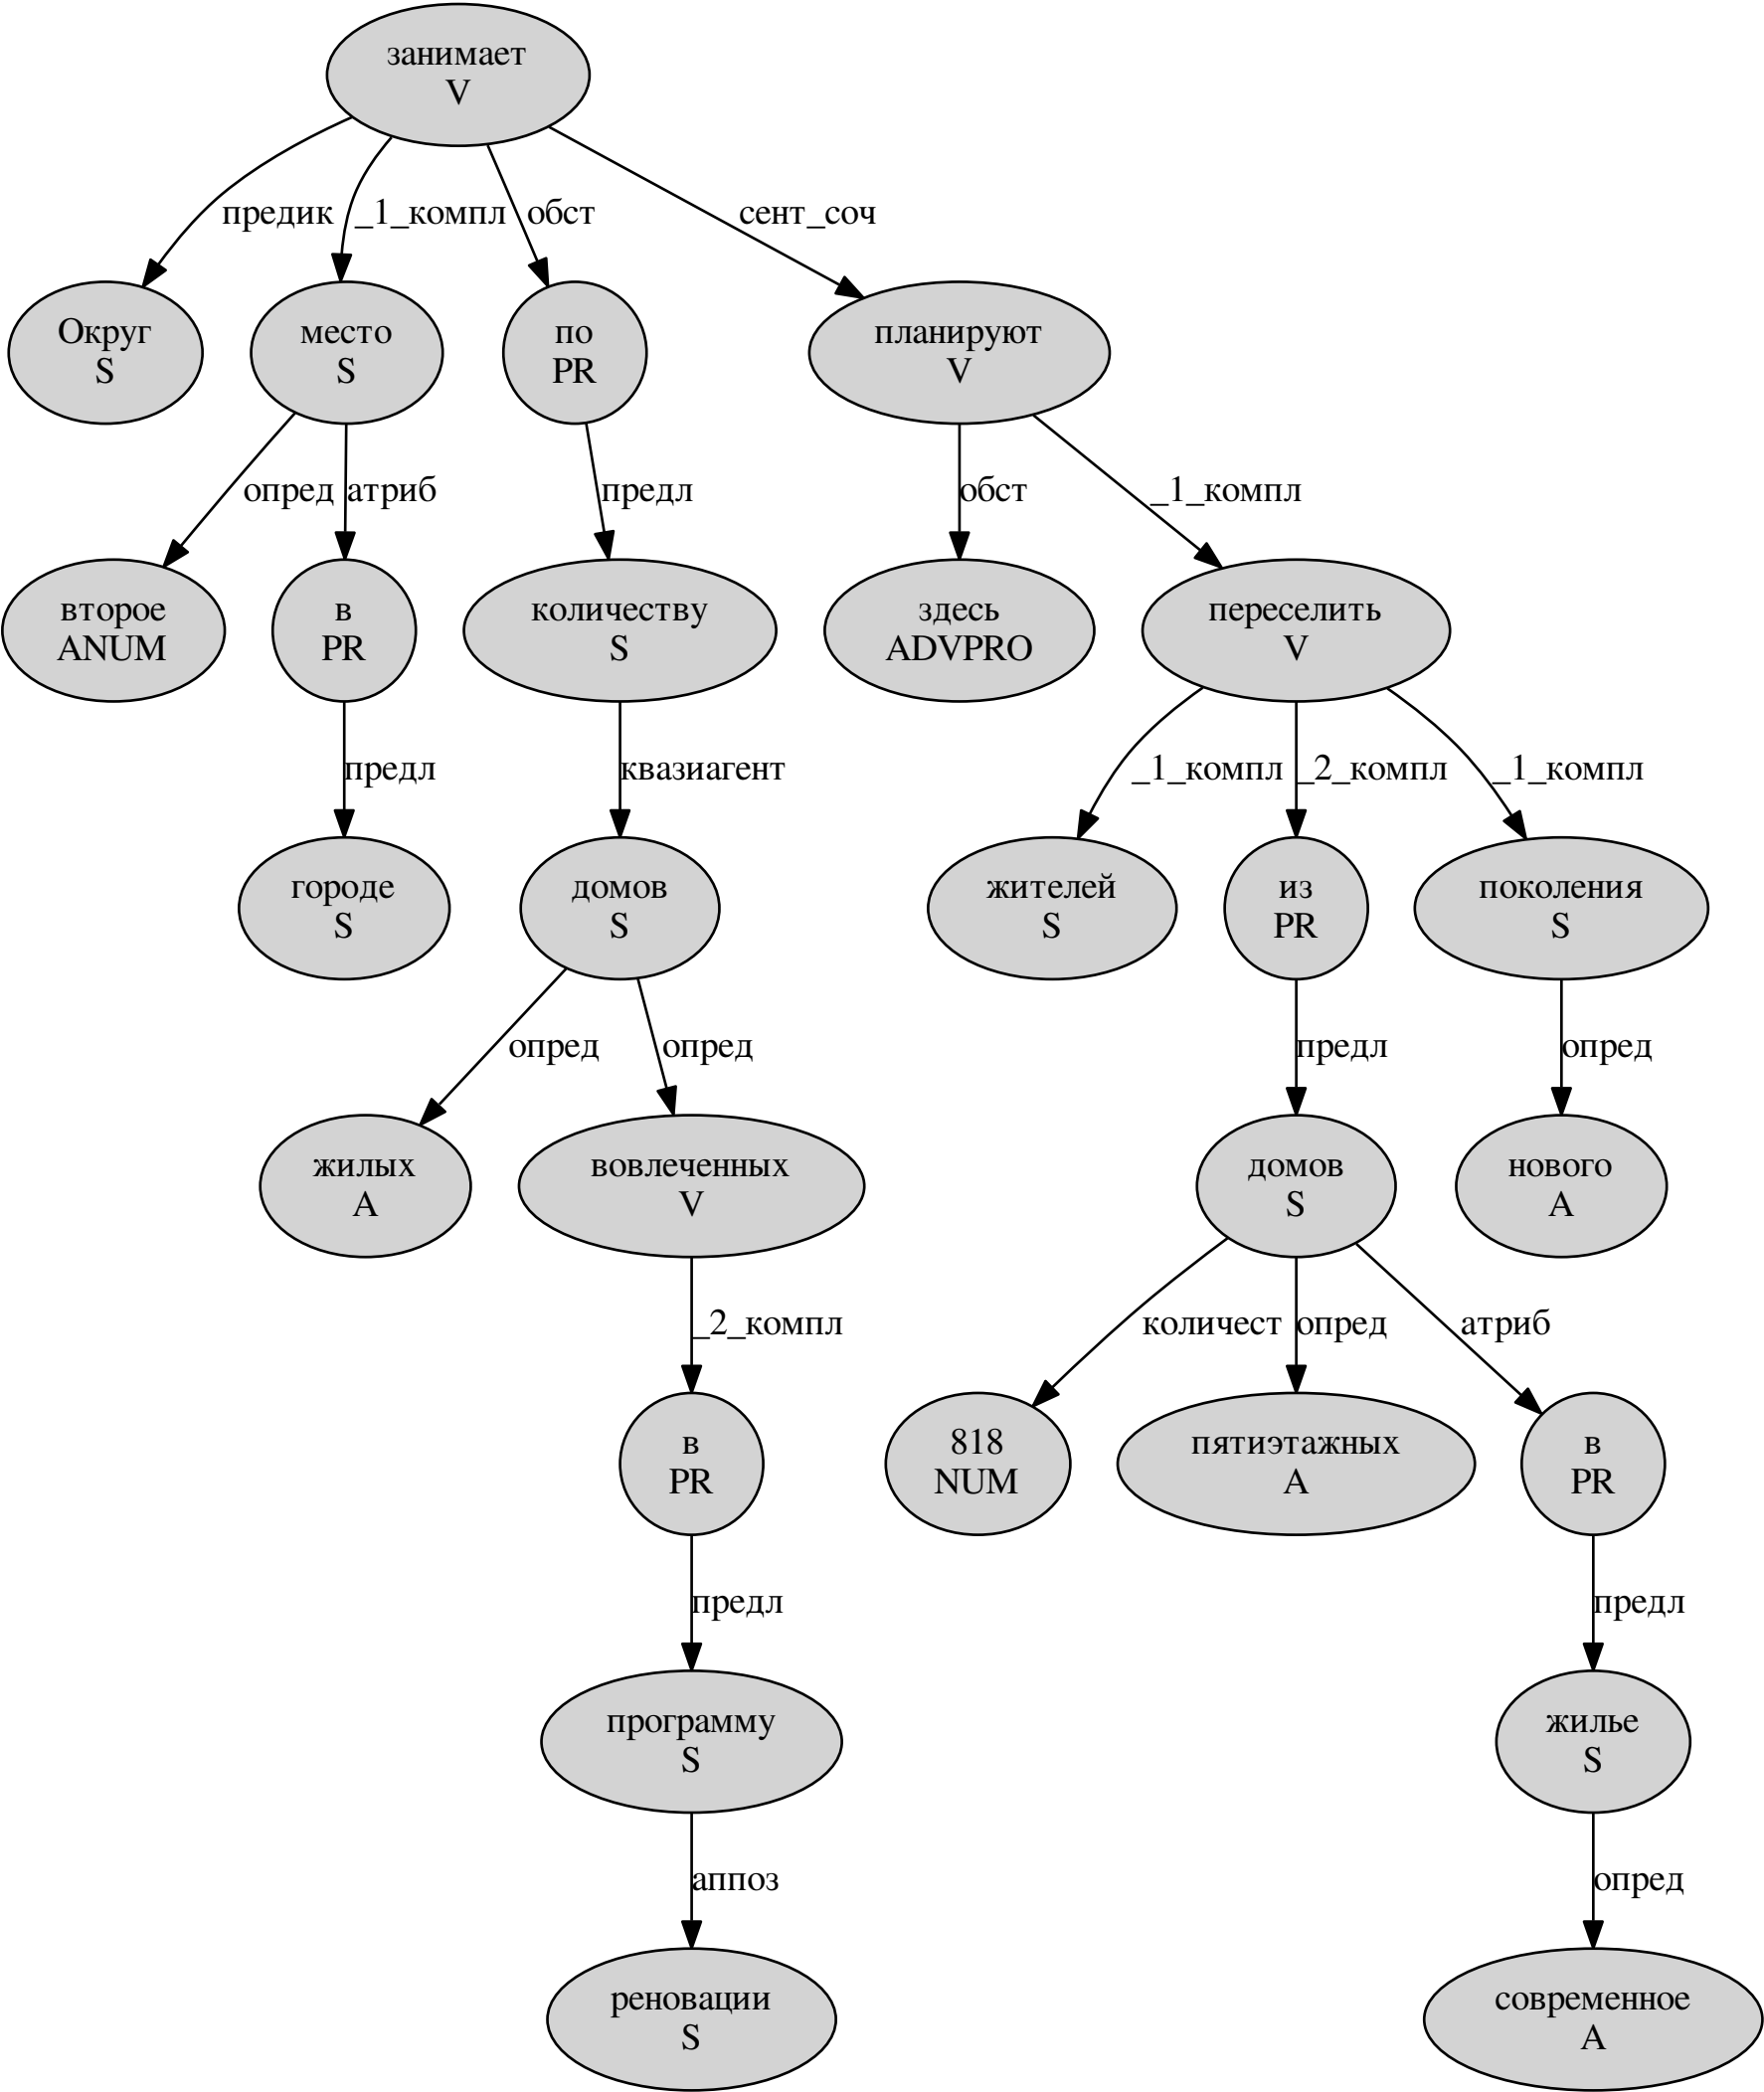 занимает
V
предик _1_компл обст сент_соч
Округ
S
место
S
по
PR
планируют
V
опред атриб предл обст _1_компл
второе
ANUM
в
PR
количеству
S
здесь
ADVPRO
переселить
V
предл квазиагент _1_компл _2_компл _1_компл
городе
S
домов
S
жителей
S
из
PR
поколения
S
опред опред предл опред
жилых
A
вовлеченных
V
домов
S
нового
A
_2_компл количест опред атриб
в
PR
818
NUM
пятиэтажных
A
в
PR
предл предл
программу
S
жилье
S
аппоз опред
реновации
S
современное
A